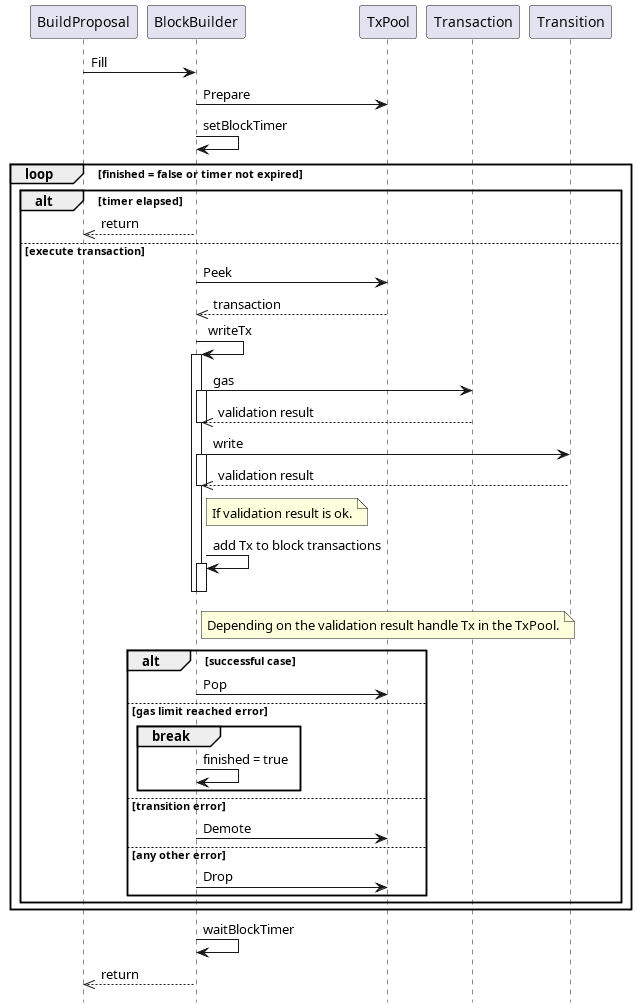 BuildProposal BlockBuilder TxPool Transaction Transition
Fill
Prepare
setBlockTimer
loop [finished = false or timer not expired]
alt [timer elapsed]
return
[execute transaction]
Peek
transaction
writeTx
gas
validation result
write
validation result
If validation result is ok.
add Tx to block transactions
Depending on the validation result handle Tx in the TxPool.
alt [successful case]
Pop
[gas limit reached error]
break
finished = true
[transition error]
Demote
[any other error]
Drop
waitBlockTimer
return